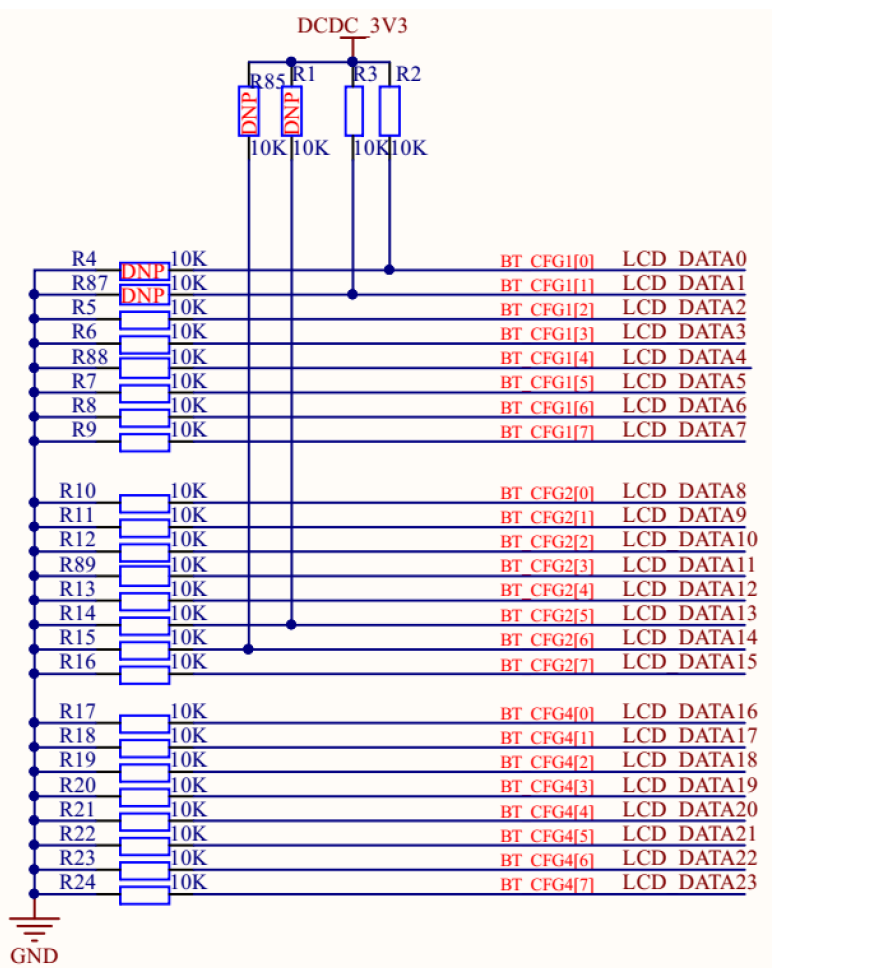 DCDC_3V3
R85 R1 R3 R2
DNP DNP
10K 10K 10K 10K
R4 DNP 10K BT_CFG1[0] LCD_DATA0
R87 DNP 10K BT_CFG1[1] LCD_DATA1
R5 10K BT_CFG1[2] LCD_DATA2
R6 10K BT_CFG1[3] LCD_DATA3
R88 10K BT_CFG1[4] LCD_DATA4
R7 10K BT_CFG1[5] LCD_DATA5
R8 10K BT_CFG1[6] LCD_DATA6
R9 10K BT_CFG1[7] LCD_DATA7
R10 10K BT_CFG2[0] LCD_DATA8
R11 10K BT_CFG2[1] LCD_DATA9
R12 10K BT_CFG2[2] LCD_DATA10
R89 10K BT_CFG2[3] LCD_DATA11
R13 10K BT_CFG2[4] LCD_DATA12
R14 10K BT_CFG2[5] LCD_DATA13
R15 10K BT_CFG2[6] LCD_DATA14
R16 10K BT_CFG2[7] LCD_DATA15
R17 10K BT_CFG4[0] LCD_DATA16
R18 10K BT_CFG4[1] LCD_DATA17
R19 10K BT_CFG4[2] LCD_DATA18
R20 10K BT_CFG4[3] LCD_DATA19
R21 10K BT_CFG4[4] LCD_DATA20
R22 10K BT_CFG4[5] LCD_DATA21
R23 10K BT_CFG4[6] LCD_DATA22
R24 10K BT_CFG4[7] LCD_DATA23
GND